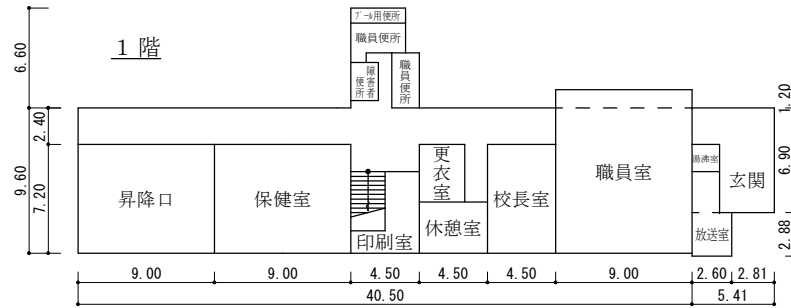 プール用便所
職員便所
障害者
便所
職員便所
1階
6.60
2.40
9.60
7.20
1.20
6.90
2.88
昇降口
保健室
印刷室
更衣室
休憩室
校長室
職員室
湯沸室
玄関
放送室
9.00
9.00
4.50
4.50
4.50
9.00
2.60
2.81
40.50
5.41